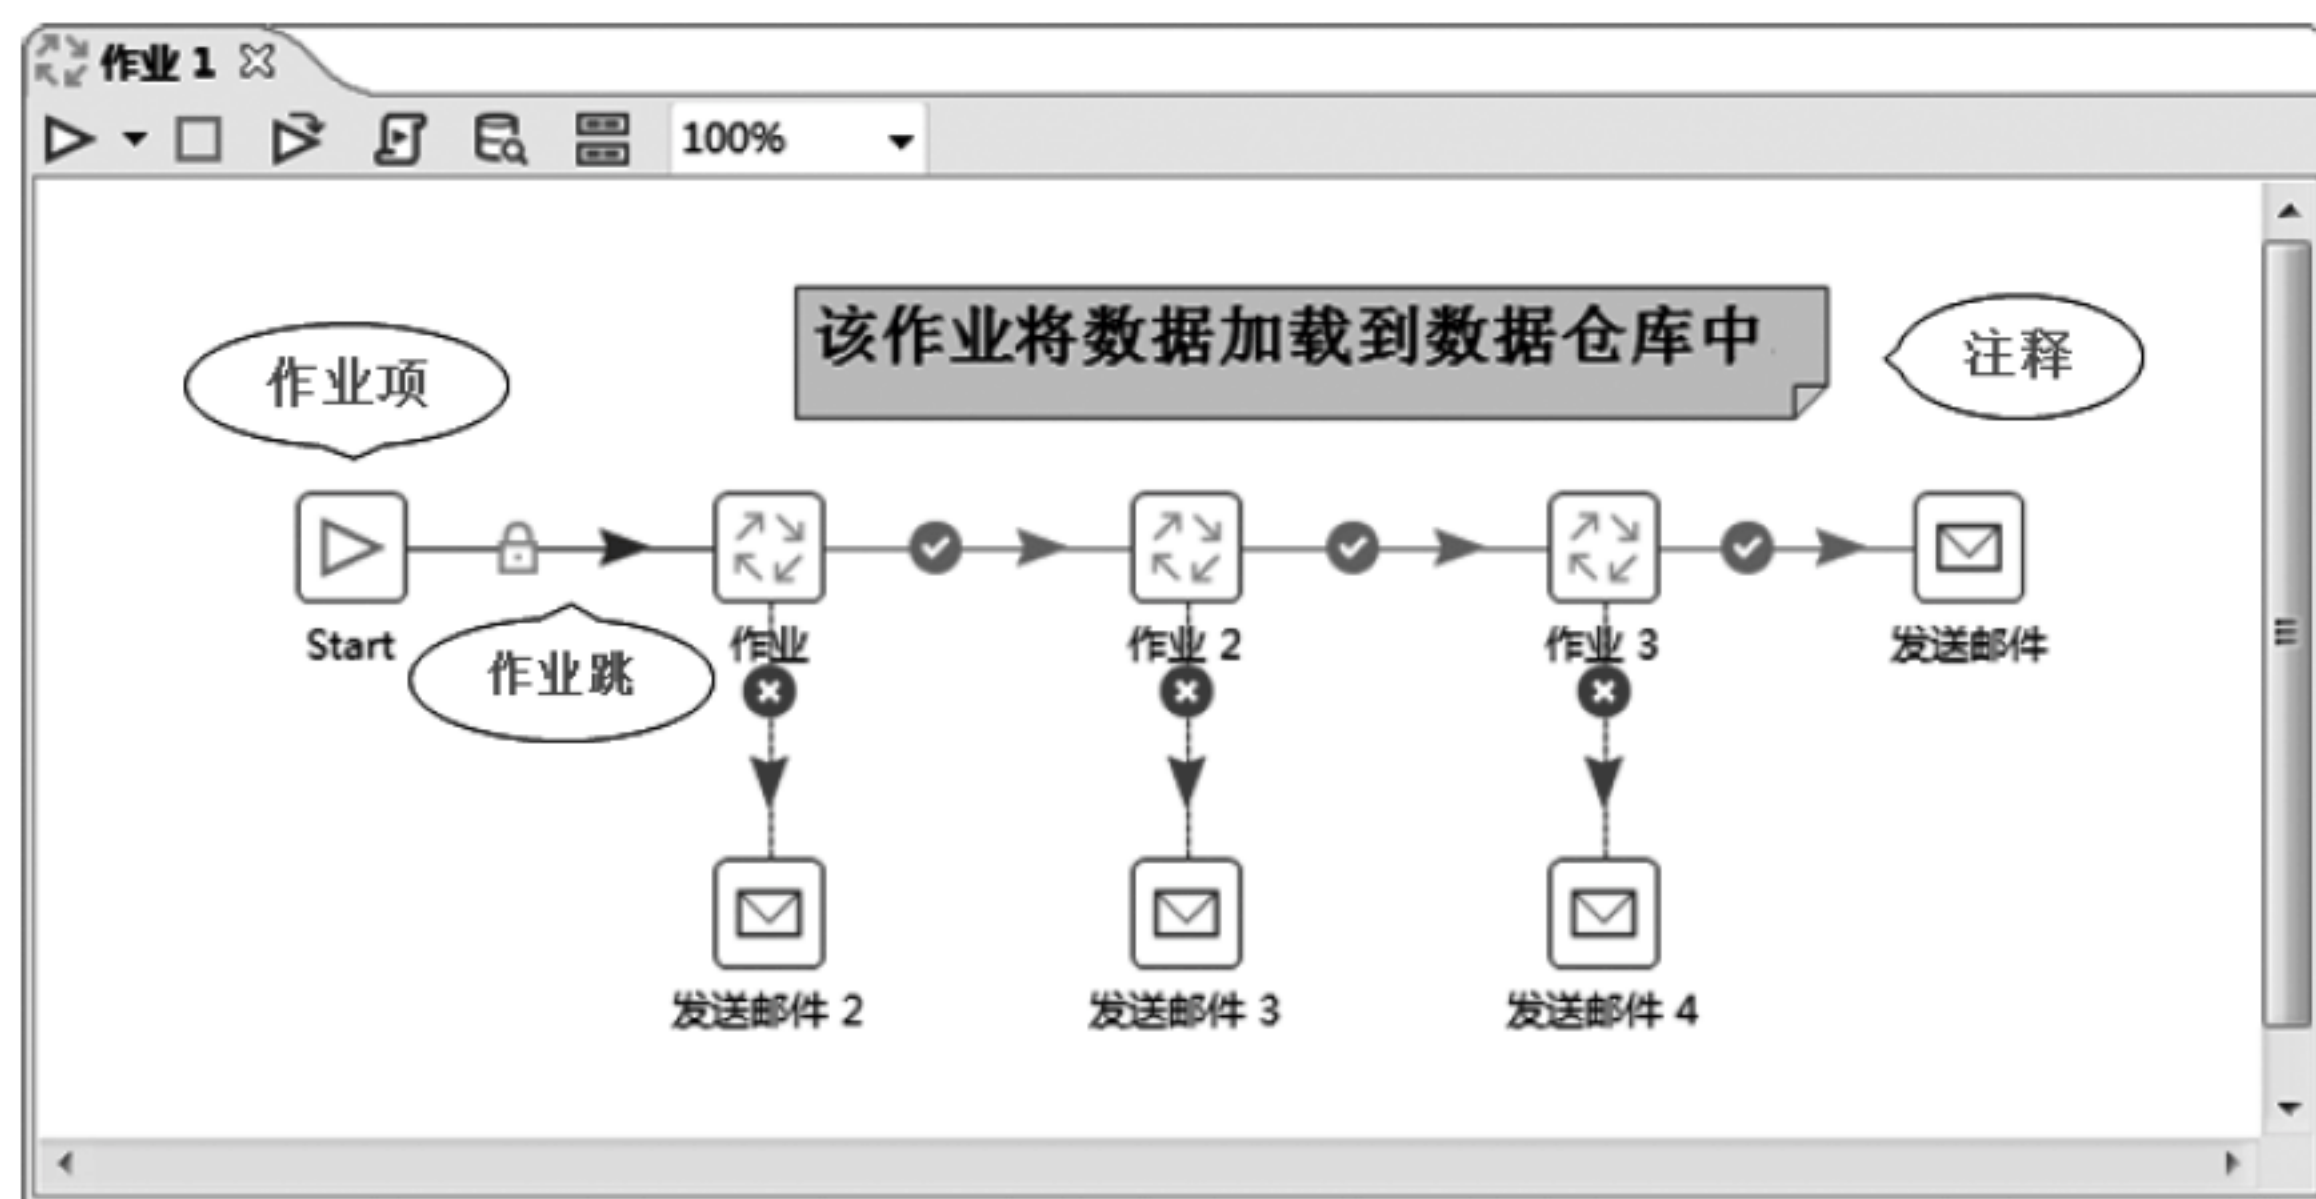 作业 1
100%
该作业将数据加载到数据仓库中
注释
作业项
Start
作业跳
作业
作业 2
作业 3
发送邮件
发送邮件 2
发送邮件 3
发送邮件 4